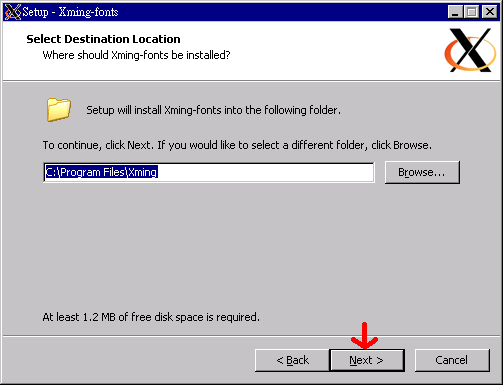 Setup - Xming-fonts
Select Destination Location
Where should Xming-fonts be installed?
Setup will install Xming-fonts into the following folder.
To continue, click Next. If you would like to select a different folder, click Browse.
C:\Program Files\Xming
Browse...
At least 1.2 MB of free disk space is required.
< Back
Next >
Cancel